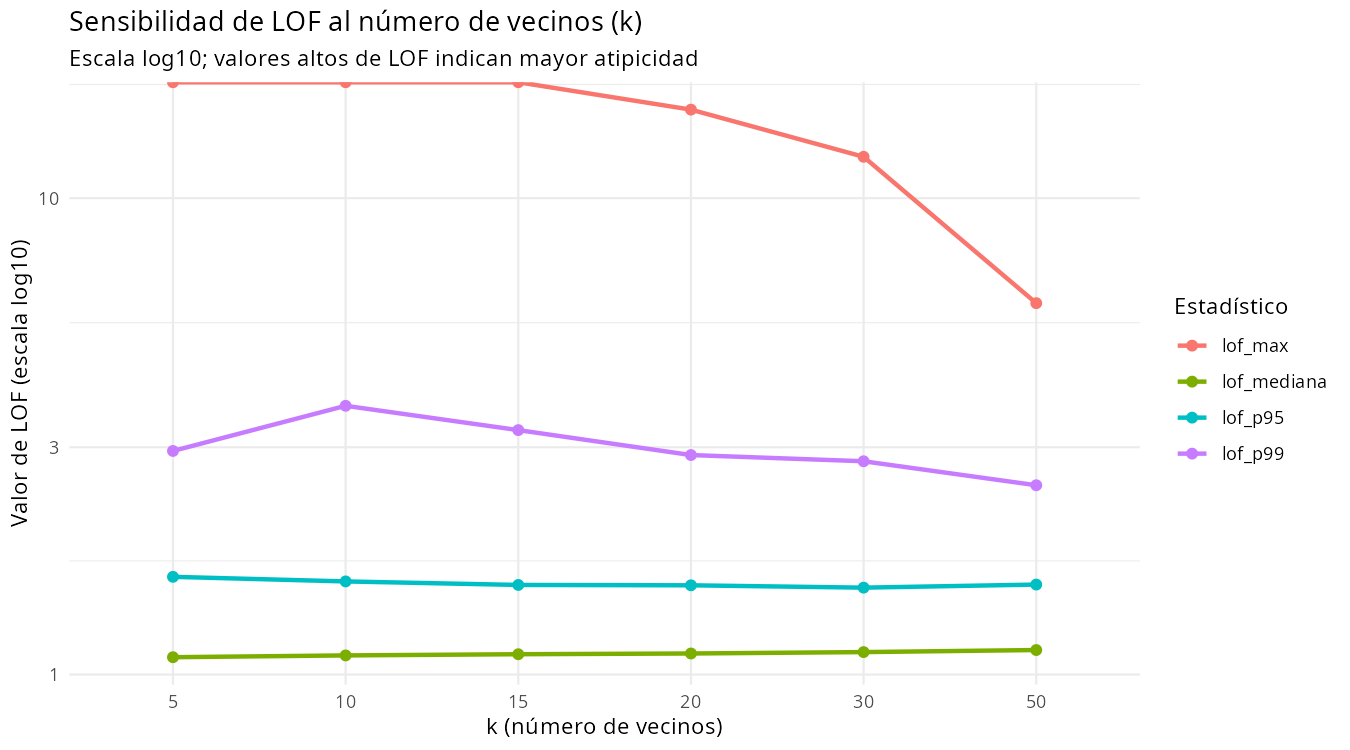 Sensibilidad de LOF al número de vecinos (k)
Escala log10; valores altos de LOF indican mayor atipicidad
Valor de LOF (escala log10)
10
3
1
5 10 15 20 30 50
k (número de vecinos)
Estadístico
lof_max
lof_mediana
lof_p95
lof_p99